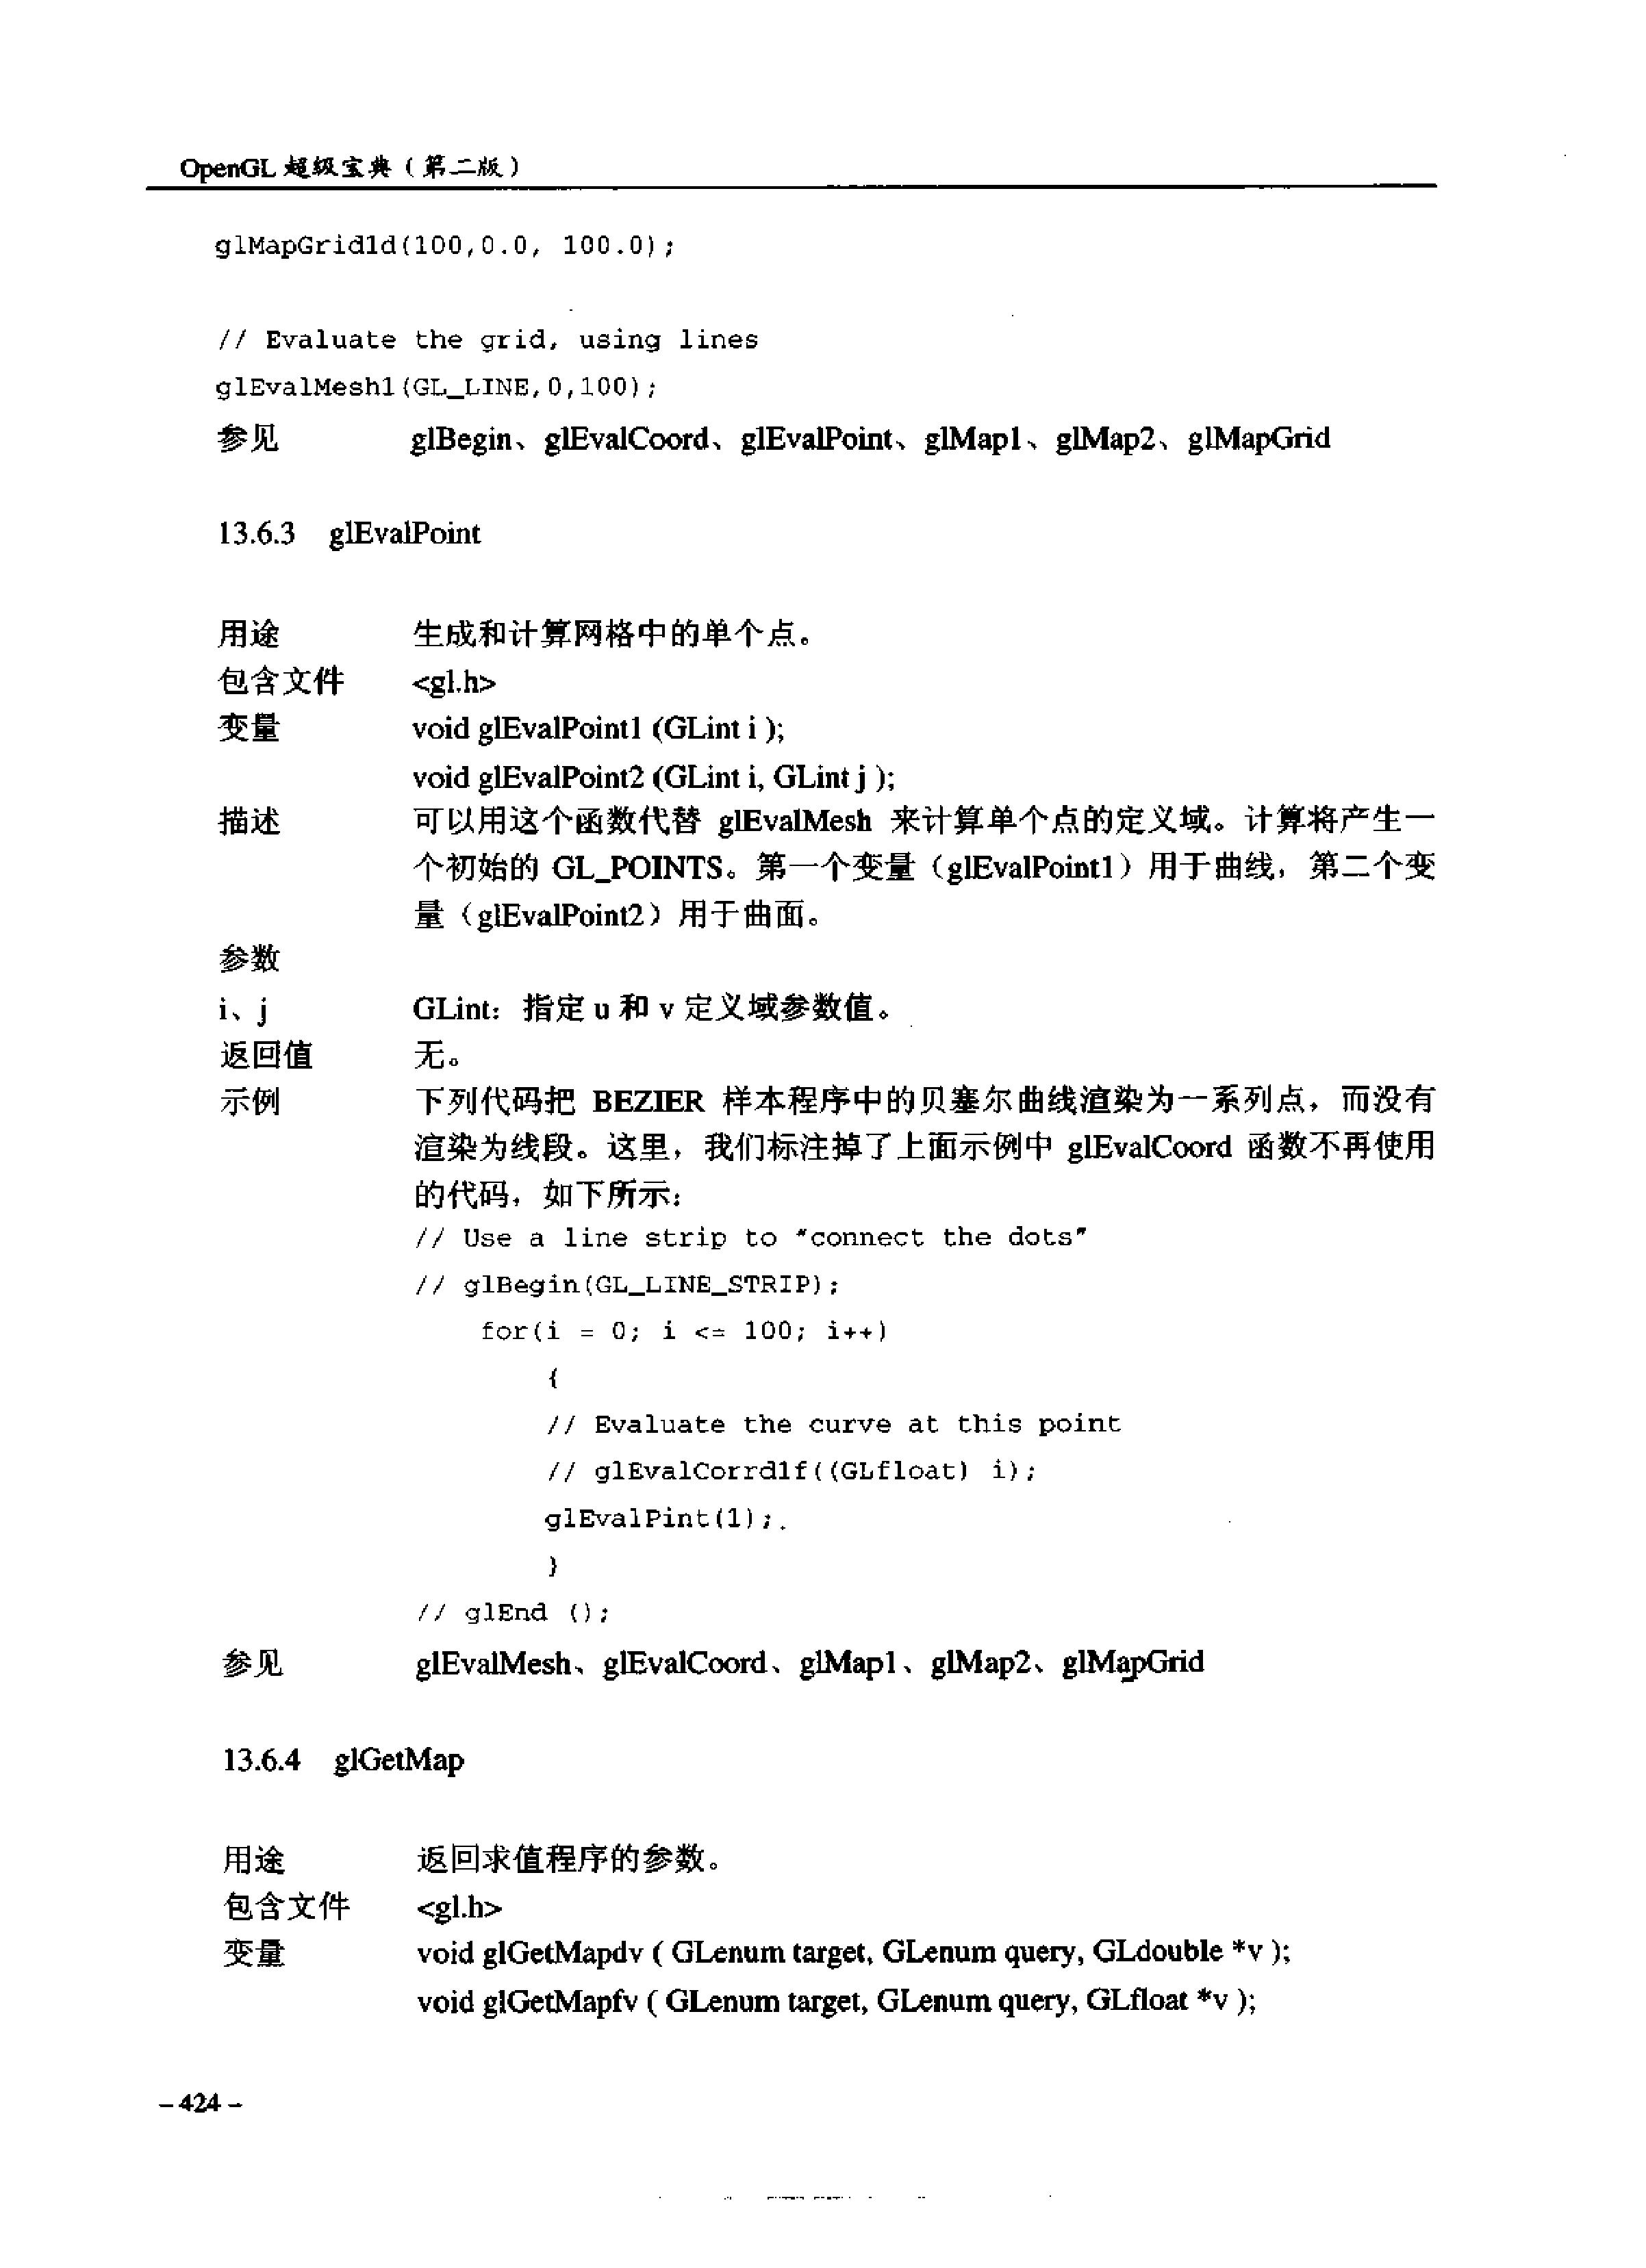 OpenGL 超级宝典（第二版）
glMapGrid1d(100,0.0, 100.0);
// Evaluate the grid, using lines
glEvalMesh1(GL_LINE,0,100);
参见 glBegin、glEvalCoord、glEvalPoint、glMap1、glMap2、glMapGrid
13.6.3 glEvalPoint
用途 生成和计算网格中的单个点。
包含文件 <gl.h>
变量 void glEvalPoint1 (GLint i );
void glEvalPoint2 (GLint i, GLint j );
描述 可以用这个函数代替 glEvalMesh 来计算单个点的定义域。计算将产生一
个初始的 GL_POINTS。第一个变量（glEvalPoint1）用于曲线，第二个变
量（glEvalPoint2）用于曲面。
参数
i、j GLint：指定 u 和 v 定义域参数值。
返回值 无。
示例 下列代码把 BEZIER 样本程序中的贝塞尔曲线渲染为一系列点，而没有
渲染为线段。这里，我们标注掉了上面示例中 glEvalCoord 函数不再使用
的代码，如下所示：
// Use a line strip to "connect the dots"
// glBegin(GL_LINE_STRIP);
for(i = 0; i <= 100; i++)
{
// Evaluate the curve at this point
// glEvalCorrd1f((GLfloat) i);
glEvalPint(1);
}
// glEnd ();
参见 glEvalMesh、glEvalCoord、glMap1、glMap2、glMapGrid
13.6.4 glGetMap
用途 返回求值程序的参数。
包含文件 <gl.h>
变量 void glGetMapdv ( GLenum target, GLenum query, GLdouble *v );
void glGetMapfv ( GLenum target, GLenum query, GLfloat *v );
– 424 –